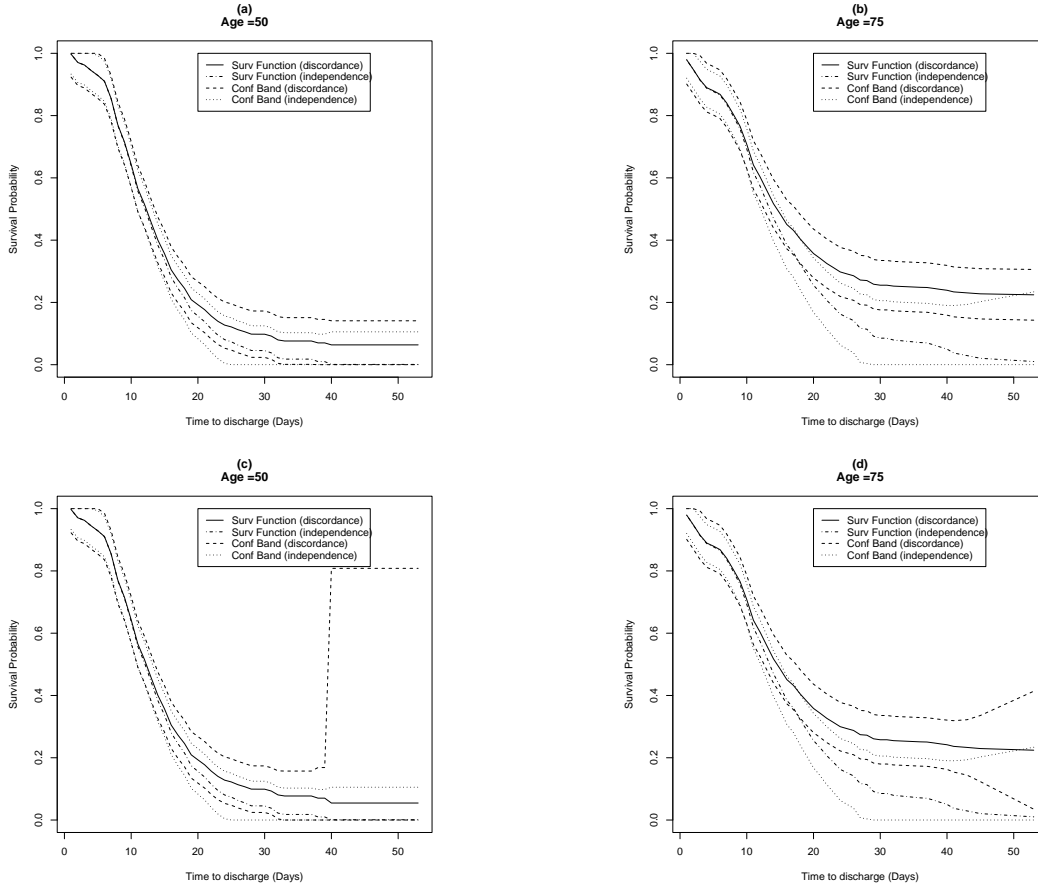 (a)
Age =50
Survival Probability
1.0
0.8
0.6
0.4
0.2
0.0
Surv Function (discordance)
Surv Function (independence)
Conf Band (discordance)
Conf Band (independence)
0 10 20 30 40 50
Time to discharge (Days)
(b)
Age =75
Survival Probability
1.0
0.8
0.6
0.4
0.2
0.0
Surv Function (discordance)
Surv Function (independence)
Conf Band (discordance)
Conf Band (independence)
0 10 20 30 40 50
Time to discharge (Days)
(c)
Age =50
Survival Probability
1.0
0.8
0.6
0.4
0.2
0.0
Surv Function (discordance)
Surv Function (independence)
Conf Band (discordance)
Conf Band (independence)
0 10 20 30 40 50
Time to discharge (Days)
(d)
Age =75
Survival Probability
1.0
0.8
0.6
0.4
0.2
0.0
Surv Function (discordance)
Surv Function (independence)
Conf Band (discordance)
Conf Band (independence)
0 10 20 30 40 50
Time to discharge (Days)